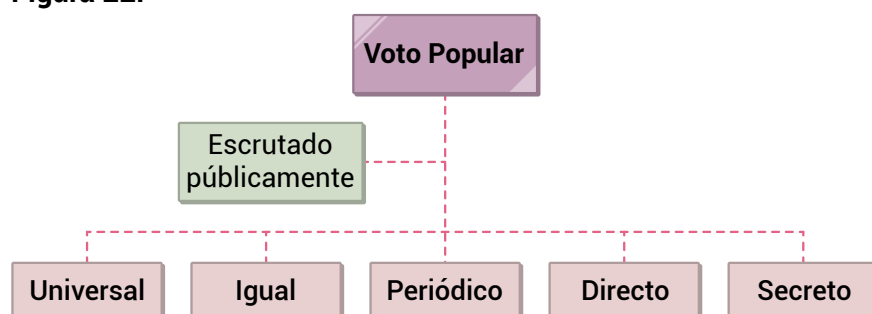 Voto Popular
Escrutado
públicamente
Universal
Igual
Periódico
Directo
Secreto